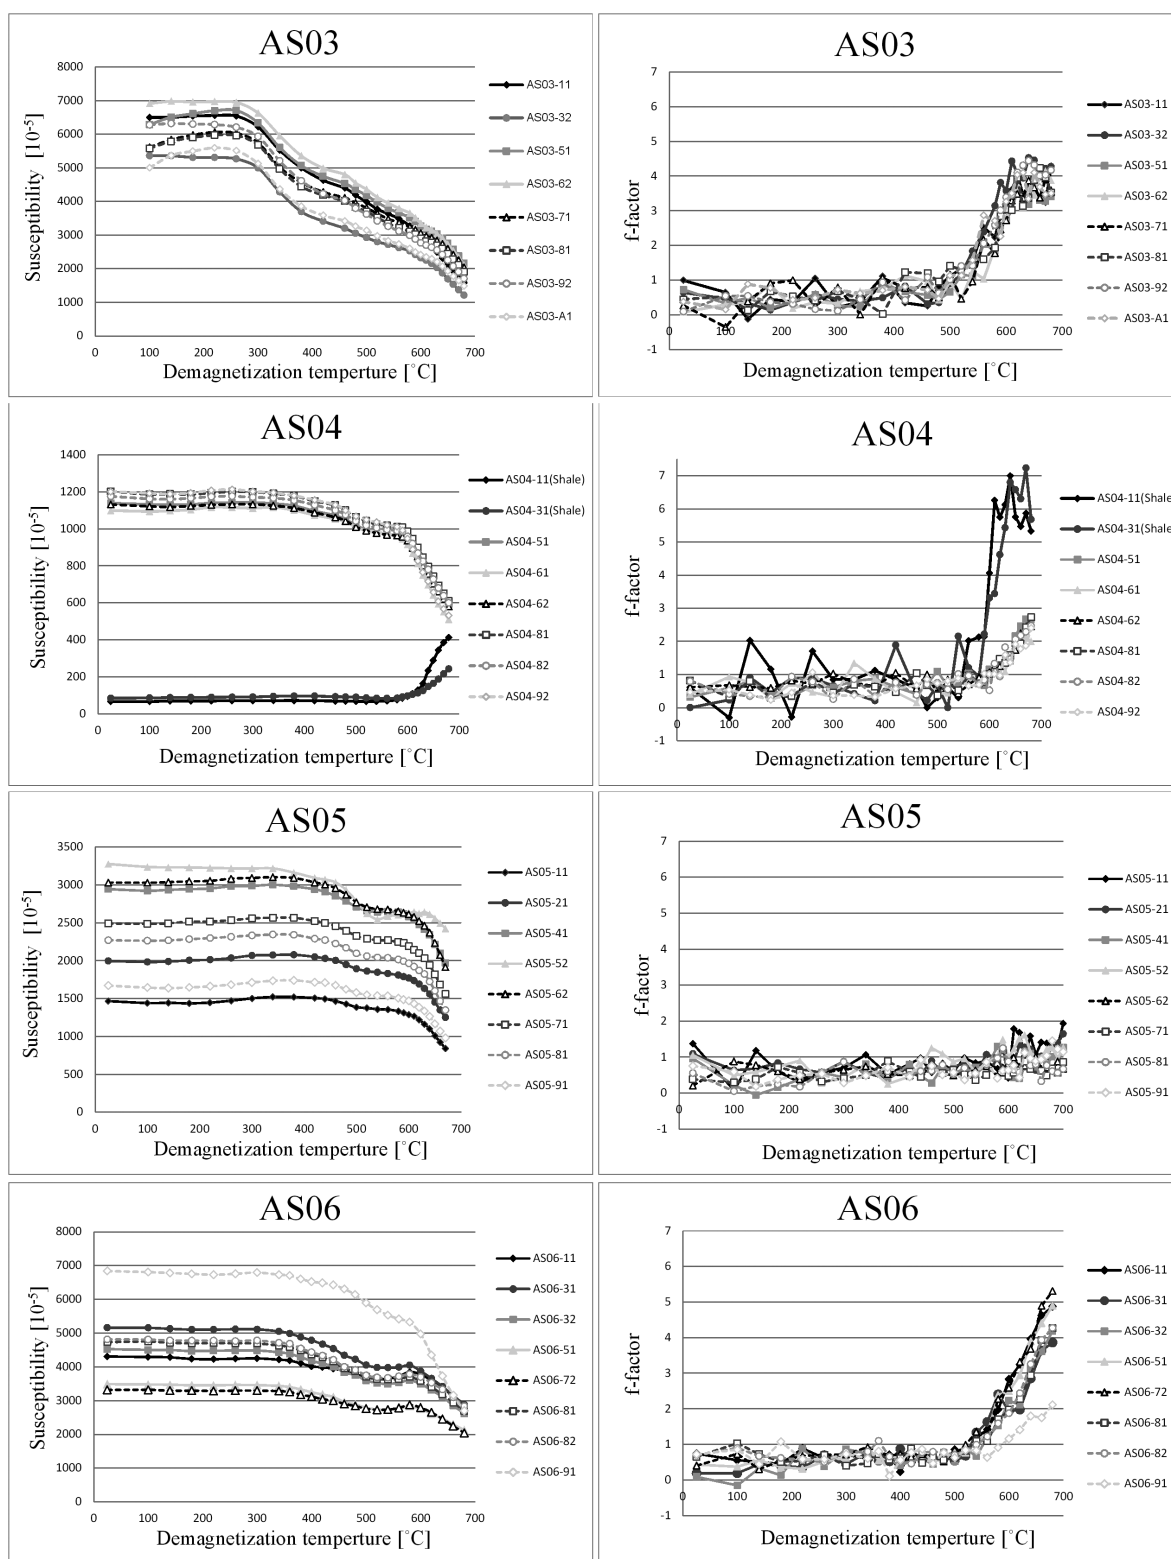 AS03
Susceptibility [10-5]
8000
7000
6000
5000
4000
3000
2000
1000
0
0 100 200 300 400 500 600 700
Demagnetization temperture [°C]
AS03-11
AS03-32
AS03-51
AS03-62
AS03-71
AS03-81
AS03-92
AS03-A1
AS03
f-factor
7
6
5
4
3
2
1
0
-1
0 100 200 300 400 500 600 700
Demagnetization temperture [°C]
AS03-11
AS03-32
AS03-51
AS03-62
AS03-71
AS03-81
AS03-92
AS03-A1
AS04
Susceptibility [10-5]
1400
1200
1000
800
600
400
200
0
0 100 200 300 400 500 600 700
Demagnetization temperture [°C]
AS04-11(Shale)
AS04-31(Shale)
AS04-51
AS04-61
AS04-62
AS04-81
AS04-82
AS04-92
AS04
f-factor
7
6
5
4
3
2
1
0
-1
0 100 200 300 400 500 600 700
Demagnetization temperture [°C]
AS04-11(Shale
AS04-31(Shale
AS04-51
AS04-61
AS04-62
AS04-81
AS04-82
AS04-92
AS05
Susceptibility [10-5]
3500
3000
2500
2000
1500
1000
500
0
0 100 200 300 400 500 600 700
Demagnetization temperture [°C]
AS05-11
AS05-21
AS05-41
AS05-52
AS05-62
AS05-71
AS05-81
AS05-91
AS05
f-factor
7
6
5
4
3
2
1
0
-1
0 100 200 300 400 500 600 700
Demagnetization temperture [°C]
AS05-11
AS05-21
AS05-41
AS05-52
AS05-62
AS05-71
AS05-81
AS05-91
AS06
Susceptibility [10-5]
8000
7000
6000
5000
4000
3000
2000
1000
0
0 100 200 300 400 500 600 700
Demagnetization temperture [°C]
AS06-11
AS06-31
AS06-32
AS06-51
AS06-72
AS06-81
AS06-82
AS06-91
AS06
f-factor
7
6
5
4
3
2
1
0
-1
0 100 200 300 400 500 600 700
Demagnetization temperture [°C]
AS06-11
AS06-31
AS06-32
AS06-51
AS06-72
AS06-81
AS06-82
AS06-91